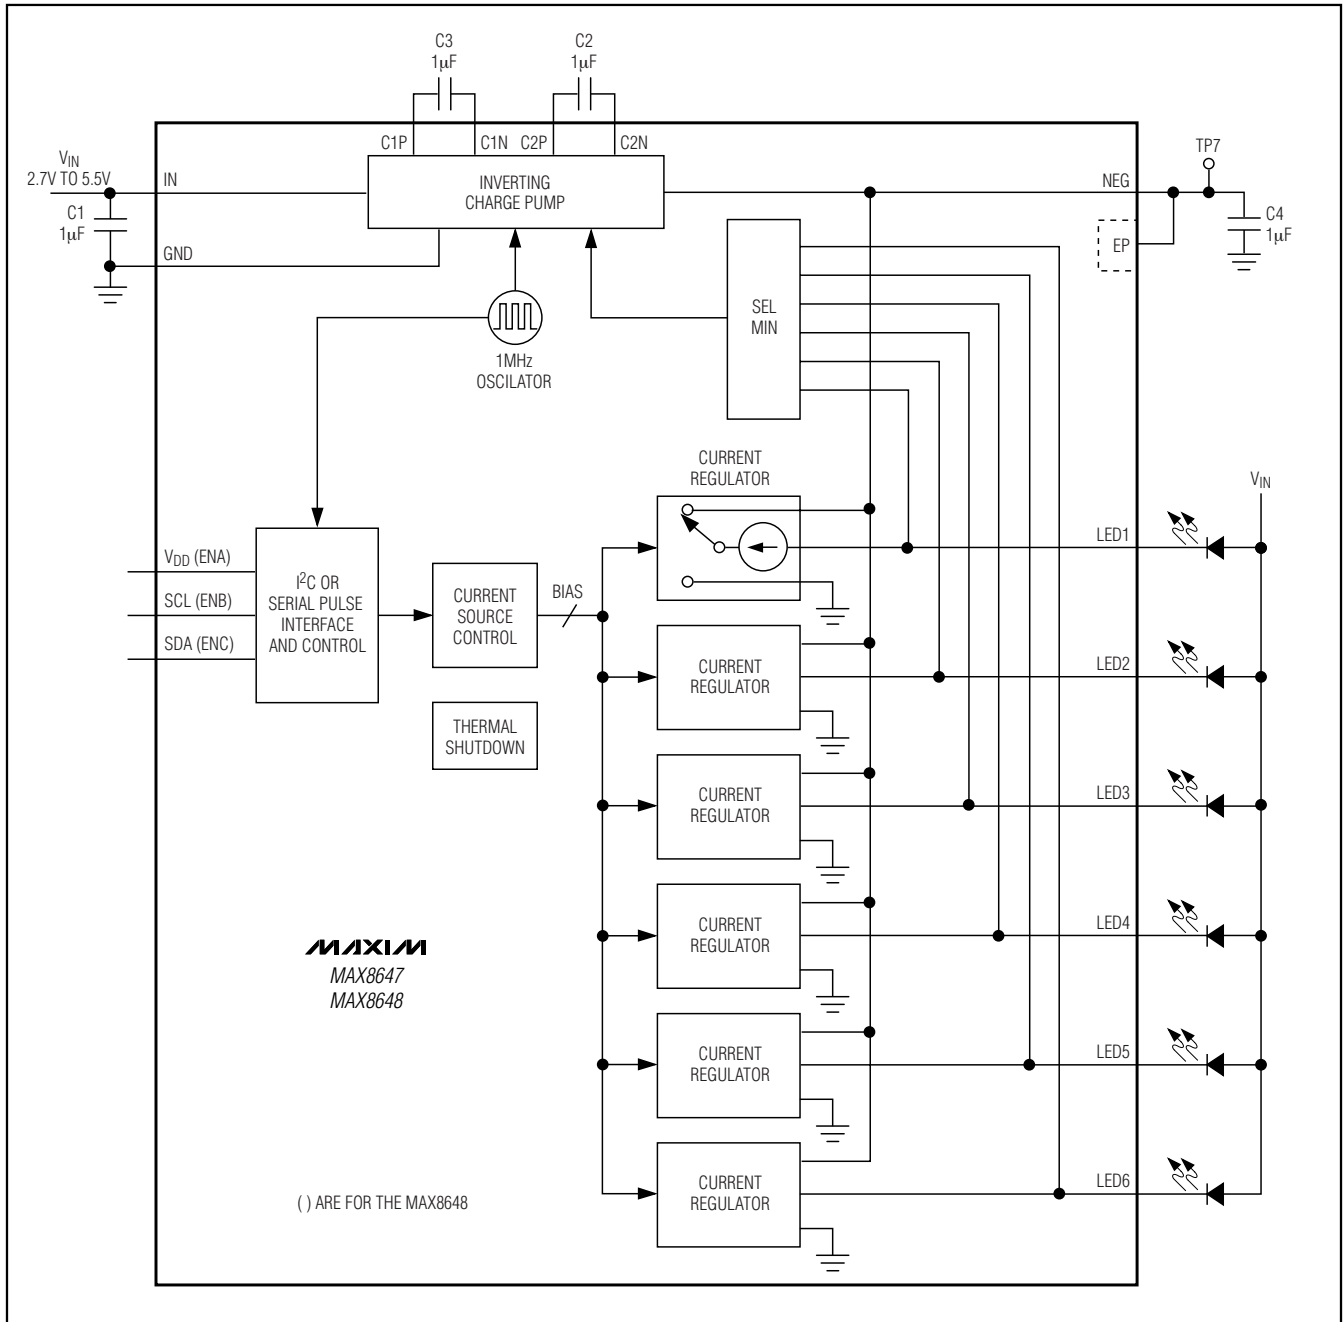 C3
1µF
C2
1µF
C1P
C1N
C2P
C2N
VIN
2.7V TO 5.5V
IN
INVERTING
CHARGE PUMP
NEG
TP7
C1
1µF
C4
1µF
EP
GND
SEL
MIN
1MHz
OSCILATOR
CURRENT
REGULATOR
VIN
LED1
VDD (ENA)
SCL (ENB)
SDA (ENC)
I²C OR
SERIAL PULSE
INTERFACE
AND CONTROL
CURRENT
SOURCE
CONTROL
BIAS
CURRENT
REGULATOR
LED2
THERMAL
SHUTDOWN
CURRENT
REGULATOR
LED3
CURRENT
REGULATOR
LED4
MAXIM
MAX8647
MAX8648
CURRENT
REGULATOR
LED5
CURRENT
REGULATOR
LED6
( ) ARE FOR THE MAX8648